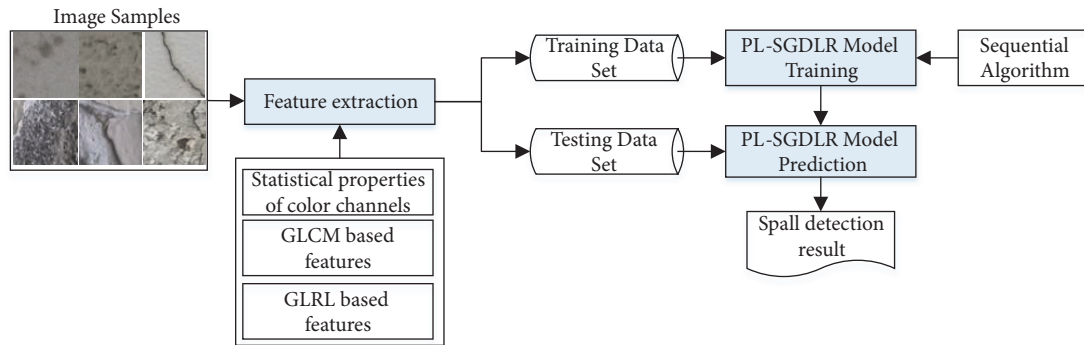 Image Samples
Feature extraction
Statistical properties
of color channels
GLCM based
features
GLRL based
features
Training Data
Set
Testing Data
Set
PL-SGDLR Model
Training
Sequential
Algorithm
PL-SGDLR Model
Prediction
Spall detection
result